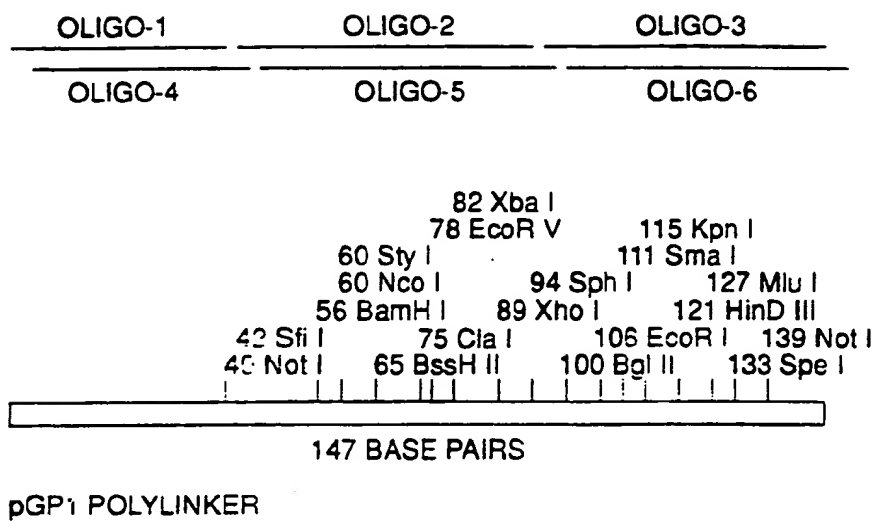 OLIGO-1 OLIGO-2 OLIGO-3
OLIGO-4 OLIGO-5 OLIGO-6
82 Xba I
78 EcoR V 115 Kpn I
60 Sty I 111 Sma I
60 Nco I 94 Sph I 127 Mlu I
56 BamH I 89 Xho I 121 HinD III
42 Sfi I 75 Cla I 106 EcoR I 139 Not I
Not I 65 BssH II 100 Bgl II 133 Spe I
147 BASE PAIRS
pGP1 POLYLINKER